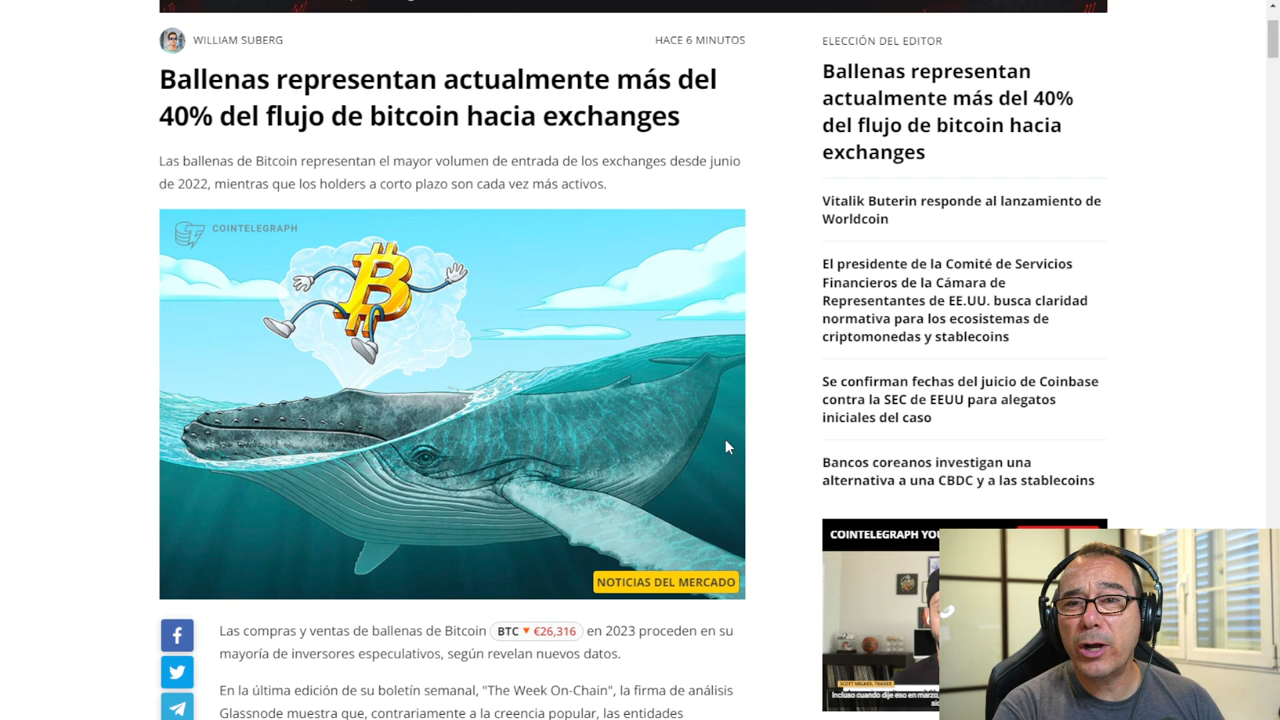 WILLIAM SUBERG
HACE 6 MINUTOS
Ballenas representan actualmente más del
40% del flujo de bitcoin hacia exchanges
Las ballenas de Bitcoin representan el mayor volumen de entrada de los exchanges desde junio
de 2022, mientras que los holders a corto plazo son cada vez más activos.
COINTELEGRAPH
NOTICIAS DEL MERCADO
Las compras y ventas de ballenas de Bitcoin BTC €26,316 en 2023 proceden en su
mayoría de inversores especulativos, según revelan nuevos datos.
En la última edición de su boletín semanal, "The Week On-Chain", la firma de análisis
Glassnode muestra que, contrariamente a la creencia popular, las entidades
ELECCIÓN DEL EDITOR
Ballenas representan
actualmente más del 40%
del flujo de bitcoin hacia
exchanges
Vitalik Buterin responde al lanzamiento de
Worldcoin
El presidente de la Comité de Servicios
Financieros de la Cámara de
Representantes de EE.UU. busca claridad
normativa para los ecosistemas de
criptomonedas y stablecoins
Se confirman fechas del juicio de Coinbase
contra la SEC de EEUU para alegatos
iniciales del caso
Bancos coreanos investigan una
alternativa a una CBDC y a las stablecoins
COINTELEGRAPH YOU
SCOTT MELKER, TRADER
Incluso cuando dije eso en marzo,